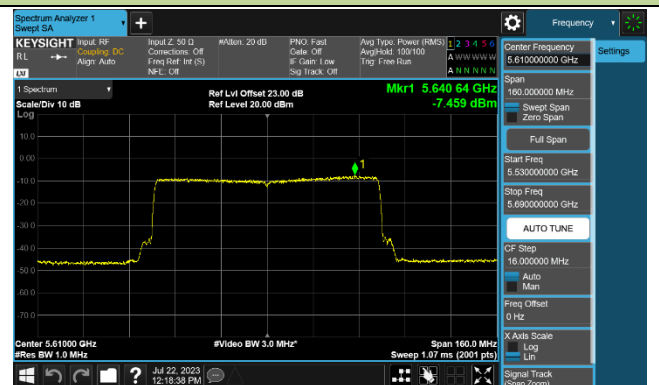 Spectrum Analyzer 1
Swept SA
Frequency
KEYSIGHT
RL
LXI
Input: RF
Coupling: DC
Align: Auto
Input Z: 50 Ω
Corrections: Off
Freq Ref: Int (S)
NFE: Off
#Atten: 20 dB
PNO: Fast
Gate: Off
IF Gain: Low
Sig Track: Off
Avg Type: Power (RMS)
Avg|Hold: 100/100
Trig: Free Run
1 2 3 4 5 6
A W W W W W
A N N N N N
1 Spectrum
Scale/Div 10 dB
Log
Ref Lvl Offset 23.00 dB
Ref Level 20.00 dBm
Mkr1 5.640 64 GHz
-7.459 dBm
10.0
0.00
-10.0
-20.0
-30.0
-40.0
-50.0
-60.0
-70.0
1
Center 5.61000 GHz
#Res BW 1.0 MHz
#Video BW 3.0 MHz*
Span 160.0 MHz
Sweep 1.07 ms (2001 pts)
Jul 22, 2023
12:18:38 PM
Center Frequency
5.610000000 GHz
Settings
Span
160.000000 MHz
Swept Span
Zero Span
Full Span
Start Freq
5.530000000 GHz
Stop Freq
5.690000000 GHz
AUTO TUNE
CF Step
16.000000 MHz
Auto
Man
Freq Offset
0 Hz
X Axis Scale
Log
Lin
Signal Track
(Span Zoom)